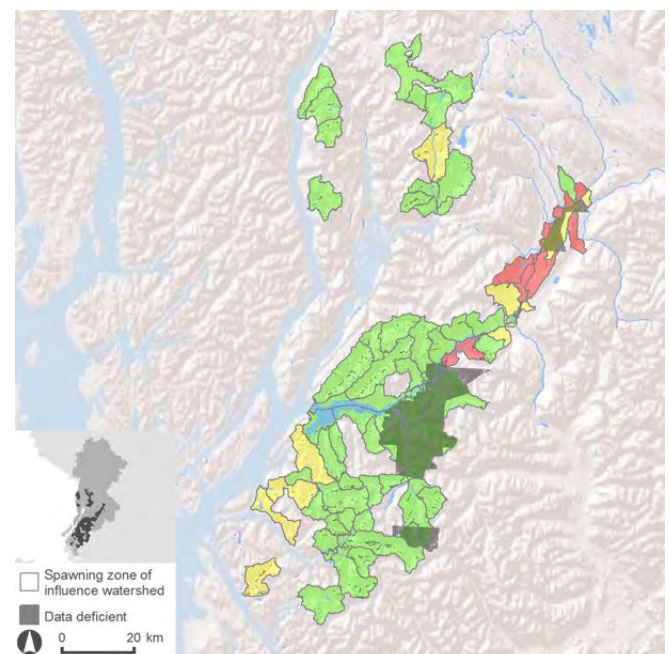 Spawning zone of
influence watershed
Data deficient
0 20 km